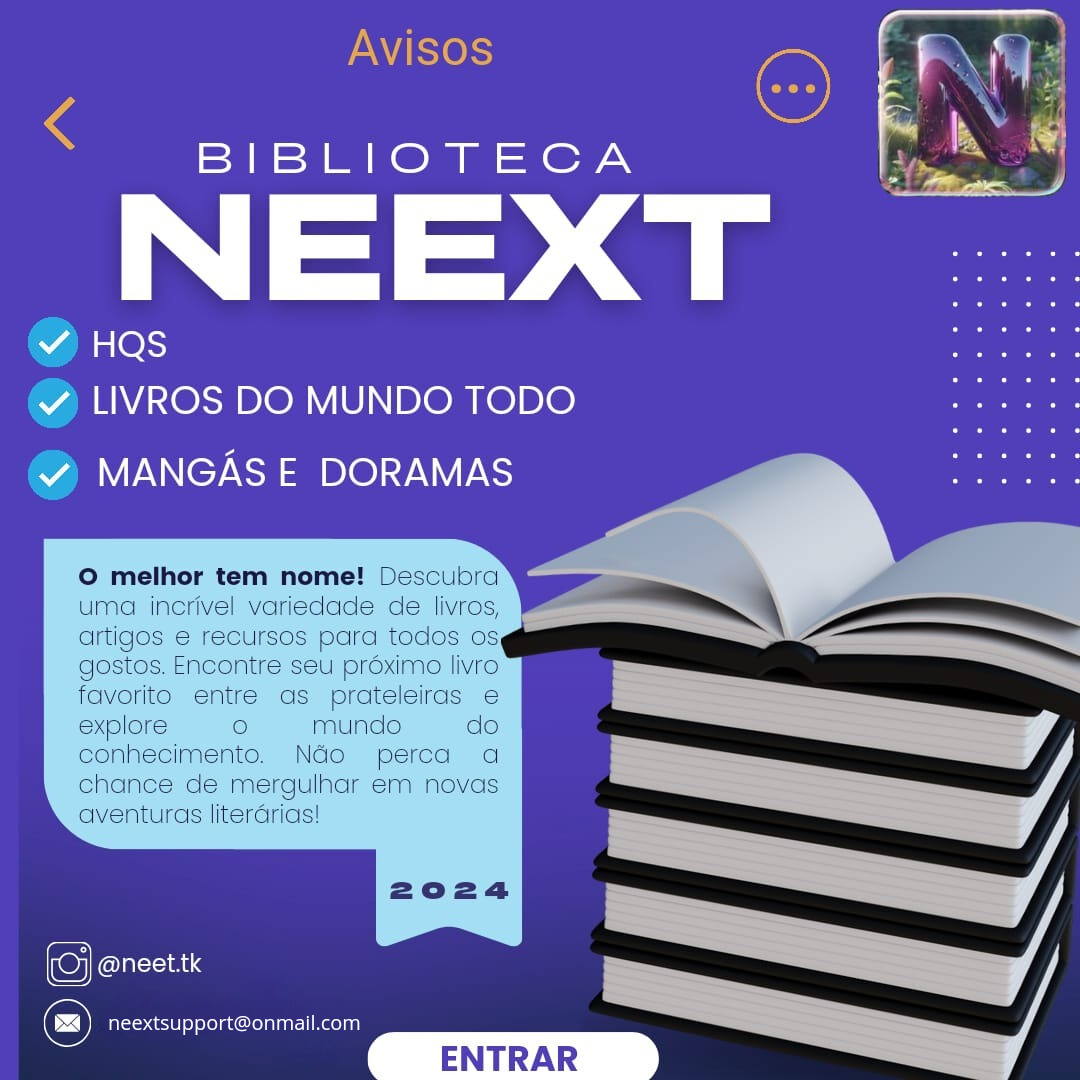 Avisos
...
N
BIBLIOTECA
NEEXT
HQS
LIVROS DO MUNDO TODO
MANGÁS E DORAMAS
O melhor tem nome! Descubra
uma incrível variedade de livros,
artigos e recursos para todos os
gostos. Encontre seu próximo livro
favorito entre as prateleiras e
explore o mundo do
conhecimento. Não perca a
chance de mergulhar em novas
aventuras literárias!
2024
@neet.tk
neextsupport@onmail.com
ENTRAR